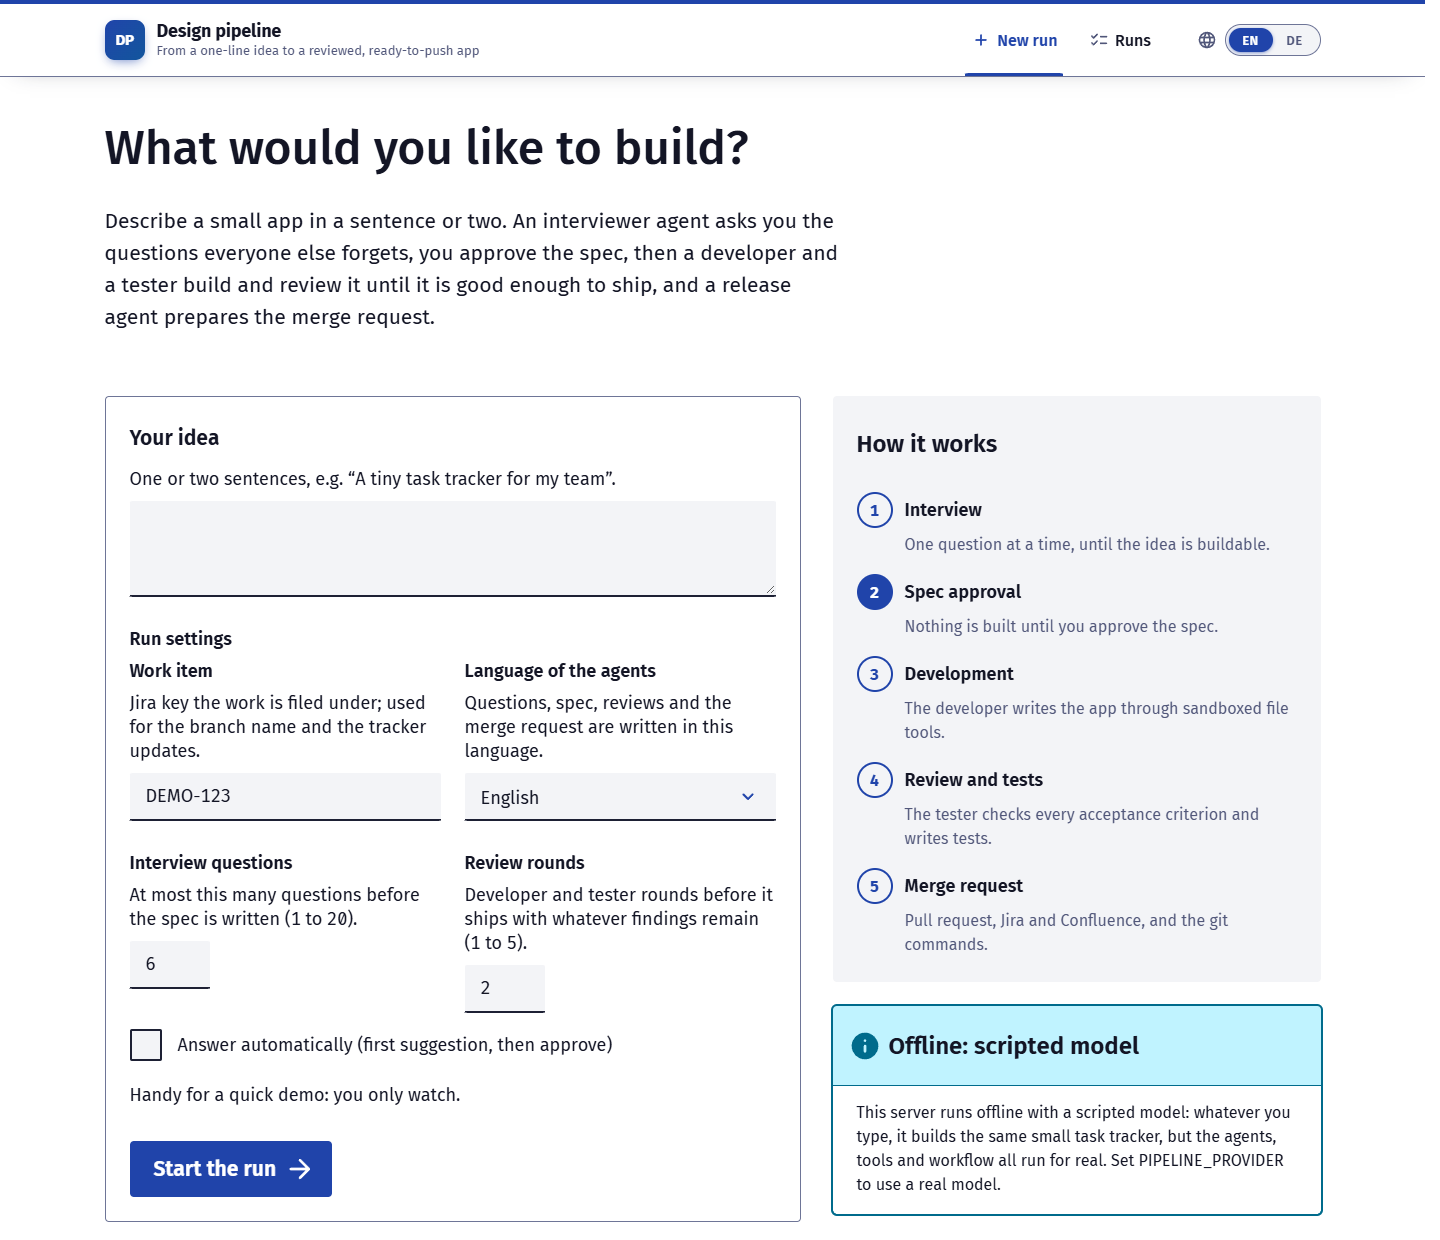 DP
Design pipeline
From a one-line idea to a reviewed, ready-to-push app
New run
Runs
EN
DE
What would you like to build?
Describe a small app in a sentence or two. An interviewer agent asks you the
questions everyone else forgets, you approve the spec, then a developer and
a tester build and review it until it is good enough to ship, and a release
agent prepares the merge request.
Your idea
One or two sentences, e.g. “A tiny task tracker for my team”.
Run settings
Work item
Jira key the work is filed under; used
for the branch name and the tracker
updates.
DEMO-123
Language of the agents
Questions, spec, reviews and the
merge request are written in this
language.
English
Interview questions
At most this many questions before
the spec is written (1 to 20).
6
Review rounds
Developer and tester rounds before it
ships with whatever findings remain
(1 to 5).
2
Answer automatically (first suggestion, then approve)
Handy for a quick demo: you only watch.
Start the run
How it works
1
Interview
One question at a time, until the idea is buildable.
2
Spec approval
Nothing is built until you approve the spec.
3
Development
The developer writes the app through sandboxed file
tools.
4
Review and tests
The tester checks every acceptance criterion and
writes tests.
5
Merge request
Pull request, Jira and Confluence, and the git
commands.
Offline: scripted model
This server runs offline with a scripted model: whatever you
type, it builds the same small task tracker, but the agents,
tools and workflow all run for real. Set PIPELINE_PROVIDER
to use a real model.